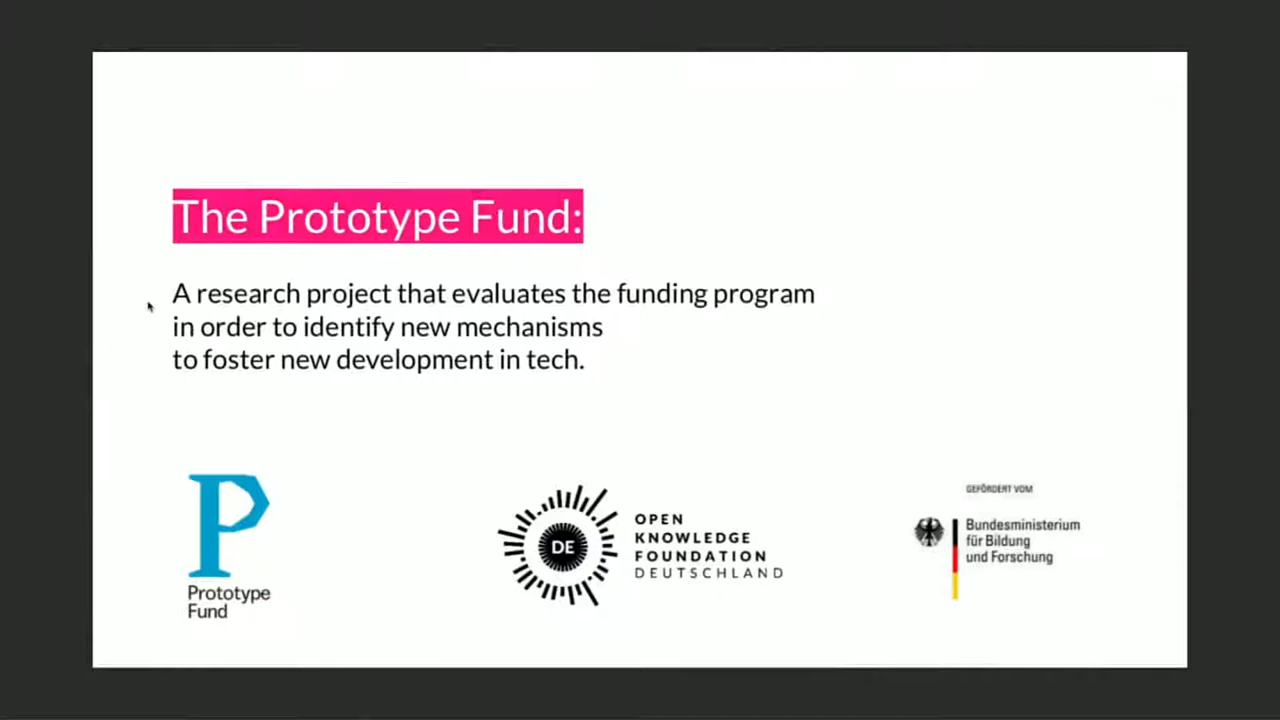 The Prototype Fund:
A research project that evaluates the funding program
in order to identify new mechanisms
to foster new development in tech.
Prototype
Fund
DE
OPEN
KNOWLEDGE
FOUNDATION
DEUTSCHLAND
GEFÖRDERT VOM
Bundesministerium
für Bildung
und Forschung